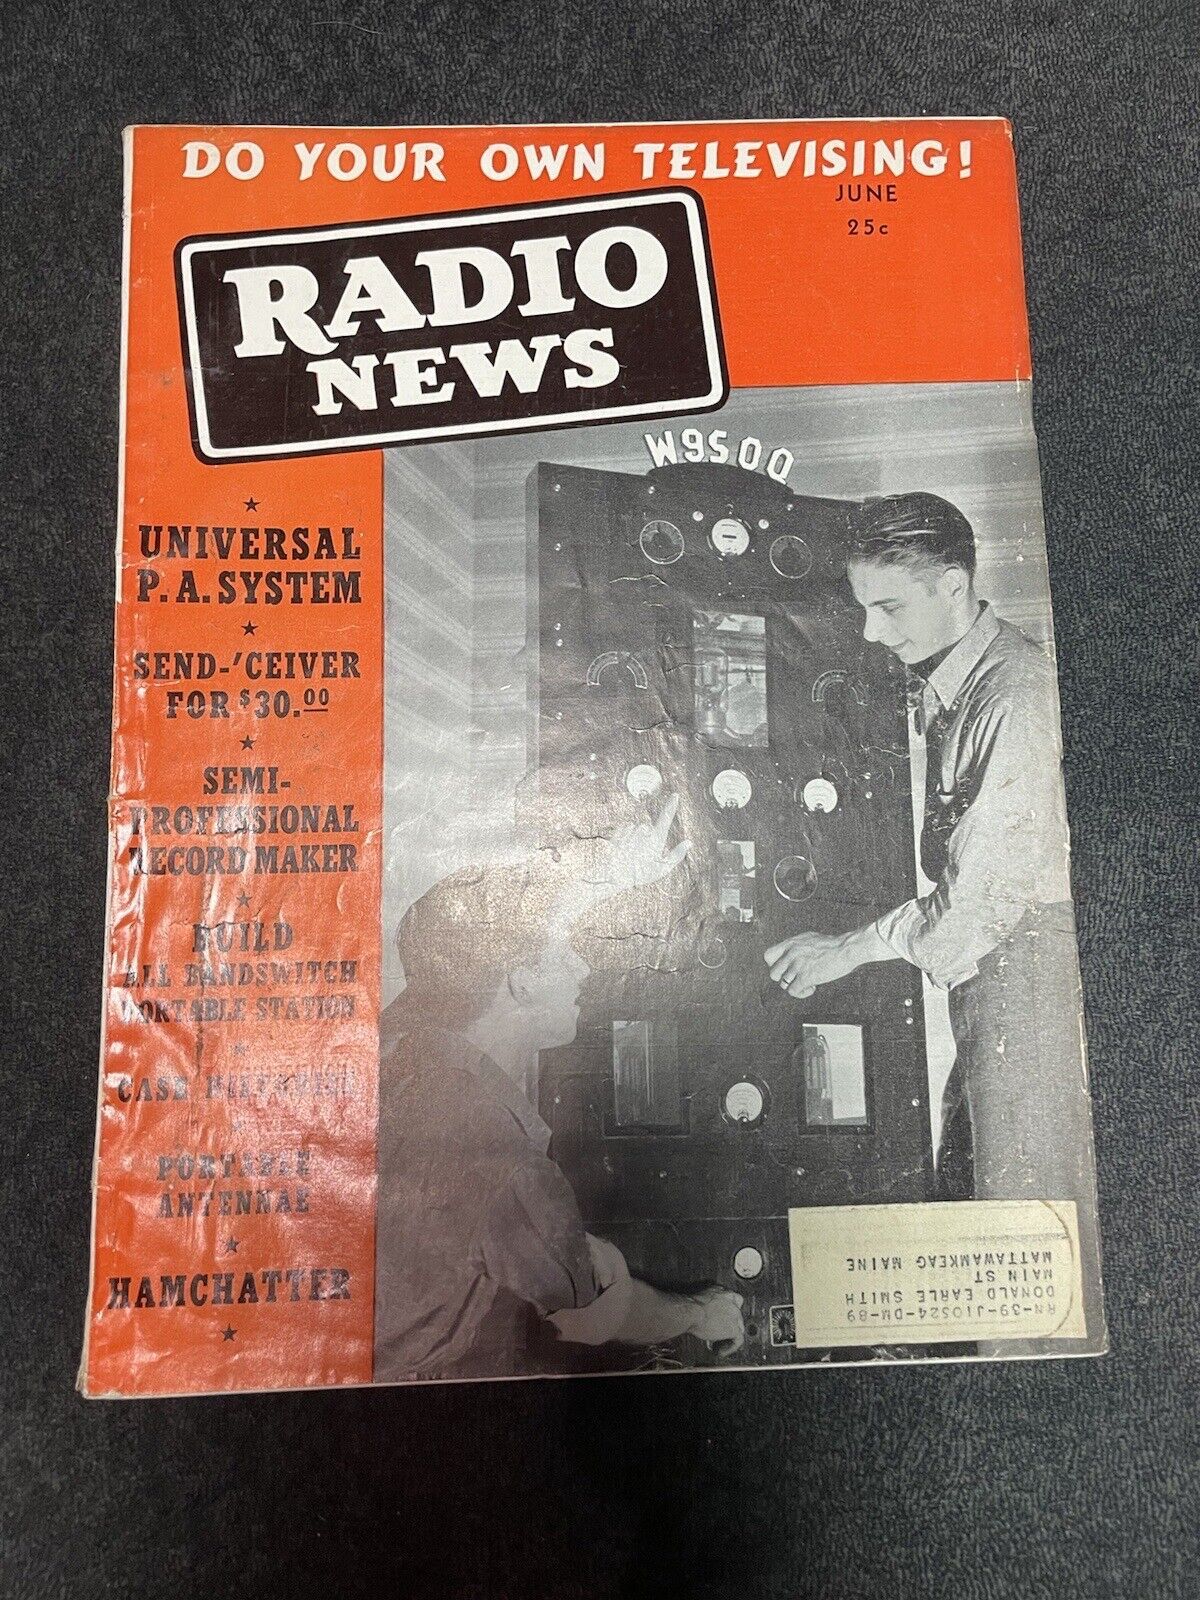 DO YOUR OWN TELEVISING!
JUNE
25c
RADIO
NEWS
W9SOQ
★
UNIVERSAL
P.A. SYSTEM
★
SEND-'CEIVER
FOR $30.00
★
SEMI-
PROFESSIONAL
RECORD MAKER
★
BUILD
ALL BANDSWITCH
PORTABLE STATION
★
CASE
★
PORTABLE
ANTENNAE
★
HAMCHATTER
★
RN-39-J10524-DM-89
DONALD EARLE SMITH
MAIN ST
MATTAWAMKEAG MAINE